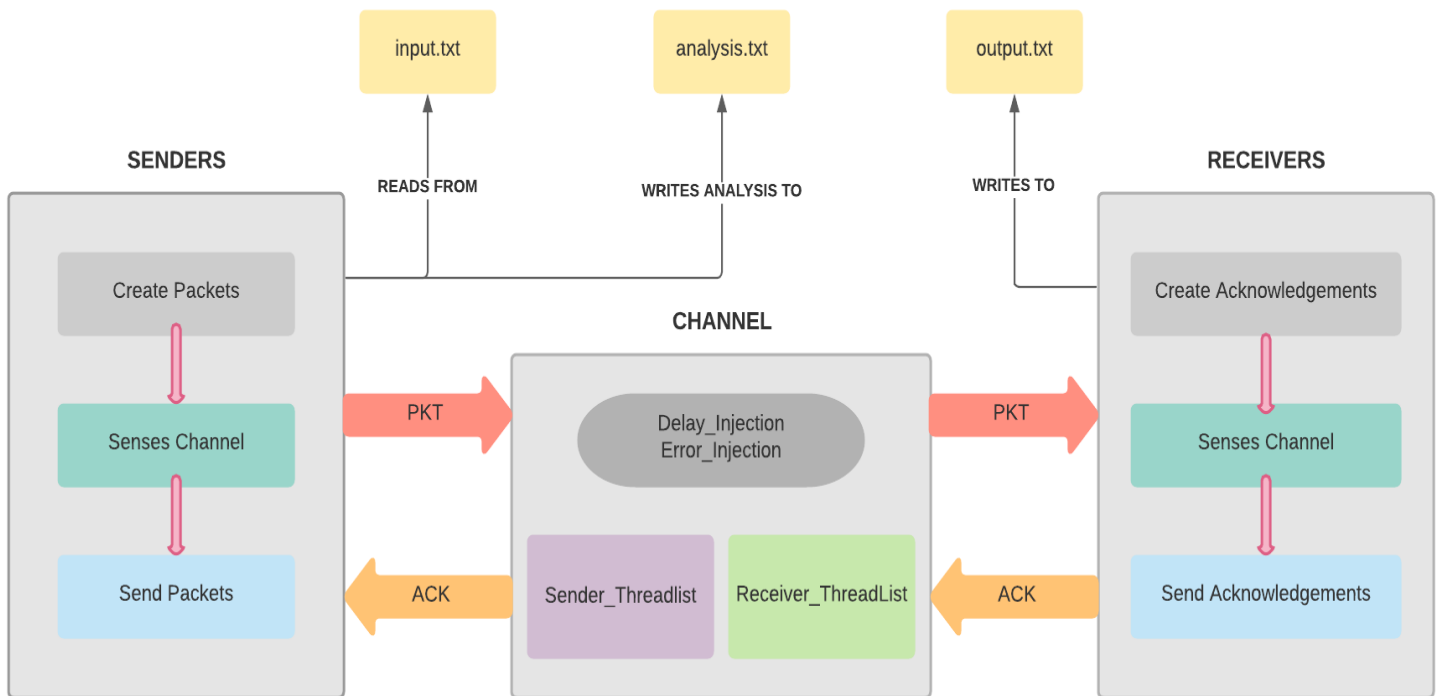 input.txt
analysis.txt
output.txt
SENDERS
RECEIVERS
READS FROM
WRITES ANALYSIS TO
WRITES TO
Create Packets
Create Acknowledgements
CHANNEL
PKT
Delay_Injection
Error_Injection
PKT
Senses Channel
Senses Channel
Send Packets
ACK
Sender_Threadlist
Receiver_ThreadList
ACK
Send Acknowledgements